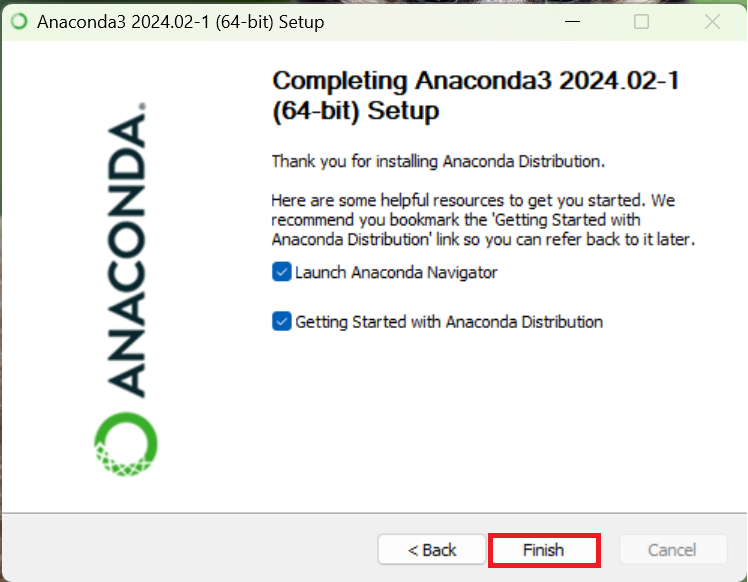 Anaconda3 2024.02-1 (64-bit) Setup
ANACONDA.
Completing Anaconda3 2024.02-1
(64-bit) Setup
Thank you for installing Anaconda Distribution.
Here are some helpful resources to get you started. We
recommend you bookmark the 'Getting Started with
Anaconda Distribution' link so you can refer back to it later.
Launch Anaconda Navigator
Getting Started with Anaconda Distribution
< Back
Finish
Cancel